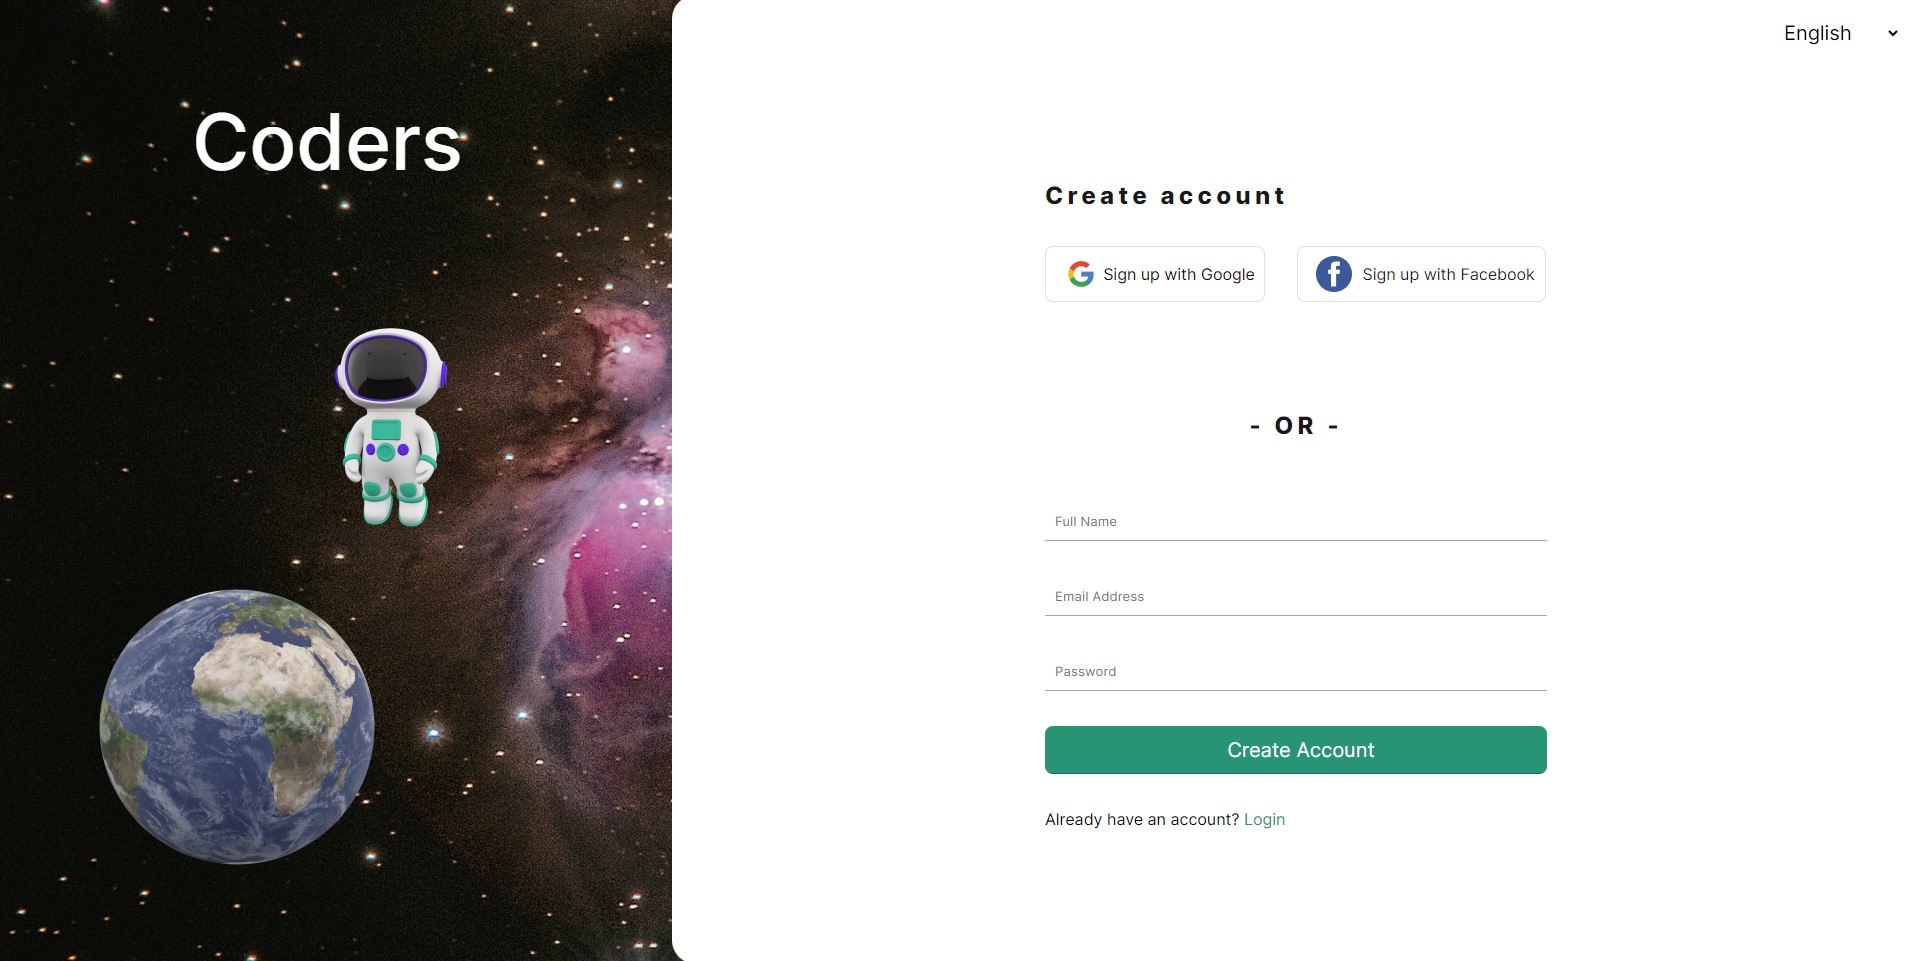 Coders
English
Create account
Sign up with Google
Sign up with Facebook
- OR -
Full Name
Email Address
Password
Create Account
Already have an account? Login